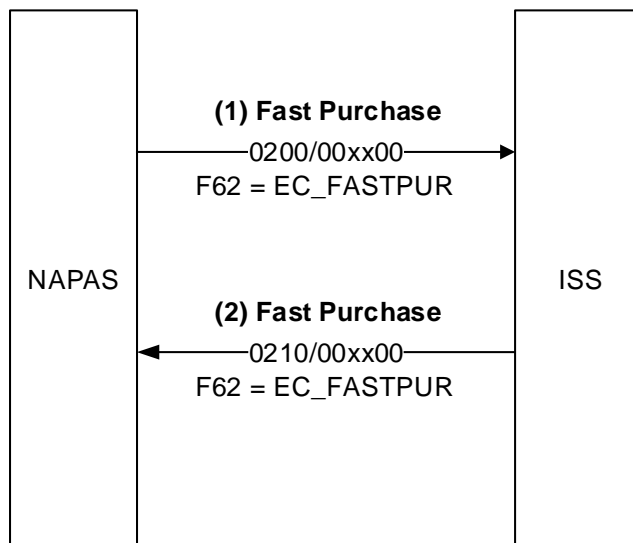 (1) Fast Purchase
0200/00xx00
F62 = EC_FASTPUR
NAPAS
ISS
(2) Fast Purchase
0210/00xx00
F62 = EC_FASTPUR